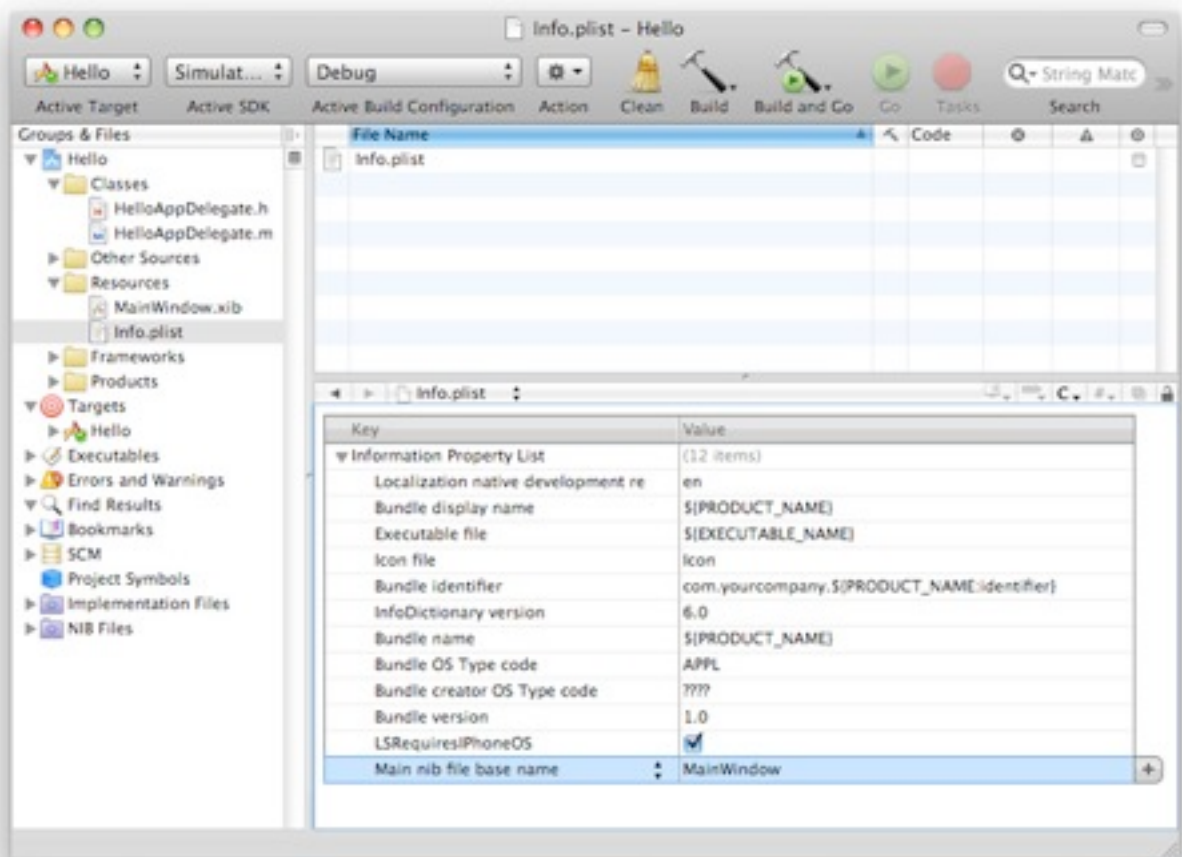 Info.plist – Hello
Hello Simulat... Debug String Matc
Active Target Active SDK Active Build Configuration Action Clean Build Build and Go Go Tasks Search
Groups & Files
Hello
Classes
HelloAppDelegate.h
HelloAppDelegate.m
Other Sources
Resources
MainWindow.xib
Info.plist
Frameworks
Products
Targets
Hello
Executables
Errors and Warnings
Find Results
Bookmarks
SCM
Project Symbols
Implementation Files
NIB Files
File Name Code
Info.plist
Info.plist C #
Key Value
Information Property List (12 items)
Localization native development re en
Bundle display name ${PRODUCT_NAME}
Executable file ${EXECUTABLE_NAME}
Icon file Icon
Bundle identifier com.yourcompany.${PRODUCT_NAME:identifier}
InfoDictionary version 6.0
Bundle name ${PRODUCT_NAME}
Bundle OS Type code APPL
Bundle creator OS Type code ????
Bundle version 1.0
LSRequiresIPhoneOS
Main nib file base name MainWindow +